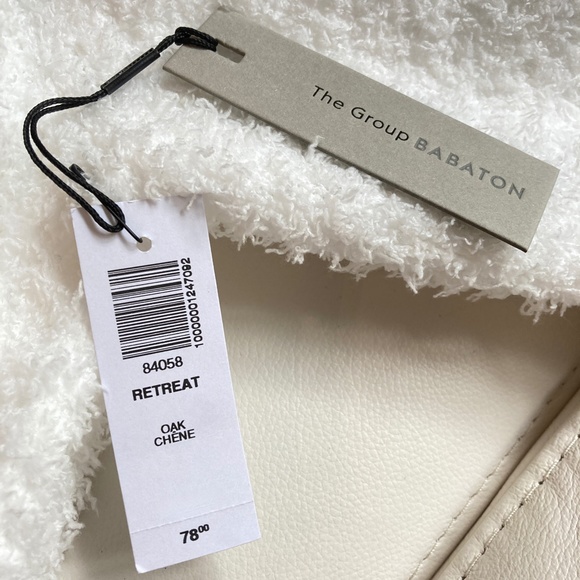 The Group BABATON
10000001247092
84058
RETREAT
OAK
CHÊNE
78⁰⁰